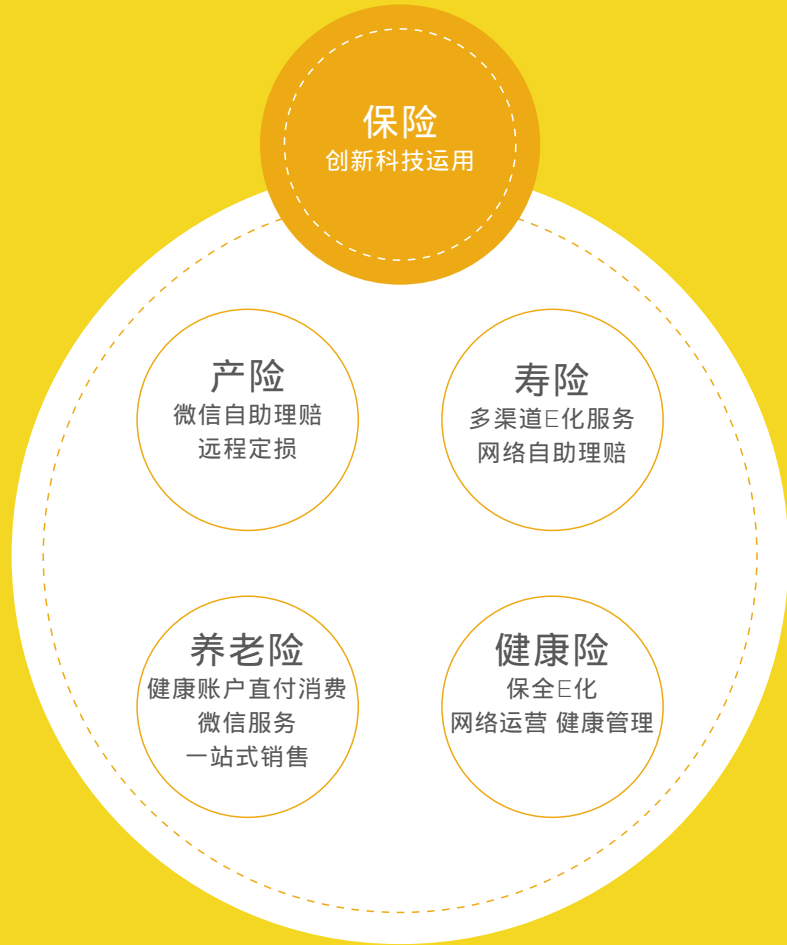 保险
创新科技运用
产险
微信自助理赔
远程定损
寿险
多渠道E化服务
网络自助理赔
养老险
健康账户直付消费
微信服务
一站式销售
健康险
保全E化
网络运营 健康管理